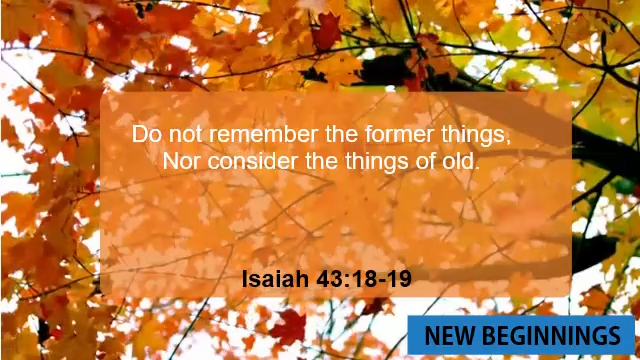 Do not remember the former things,
Nor consider the things of old.
Isaiah 43:18-19
NEW BEGINNINGS